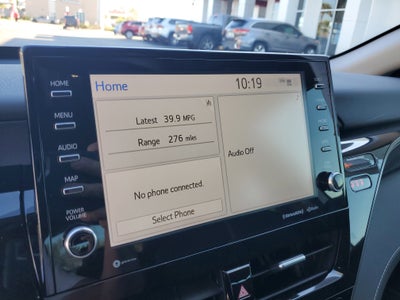 Home
10:19
HOME
MENU
AUDIO
MAP
POWER
VOLUME
Latest 39.9 MPG
Range 276 miles
No phone connected.
Select Phone
Audio Off
SiriusXM